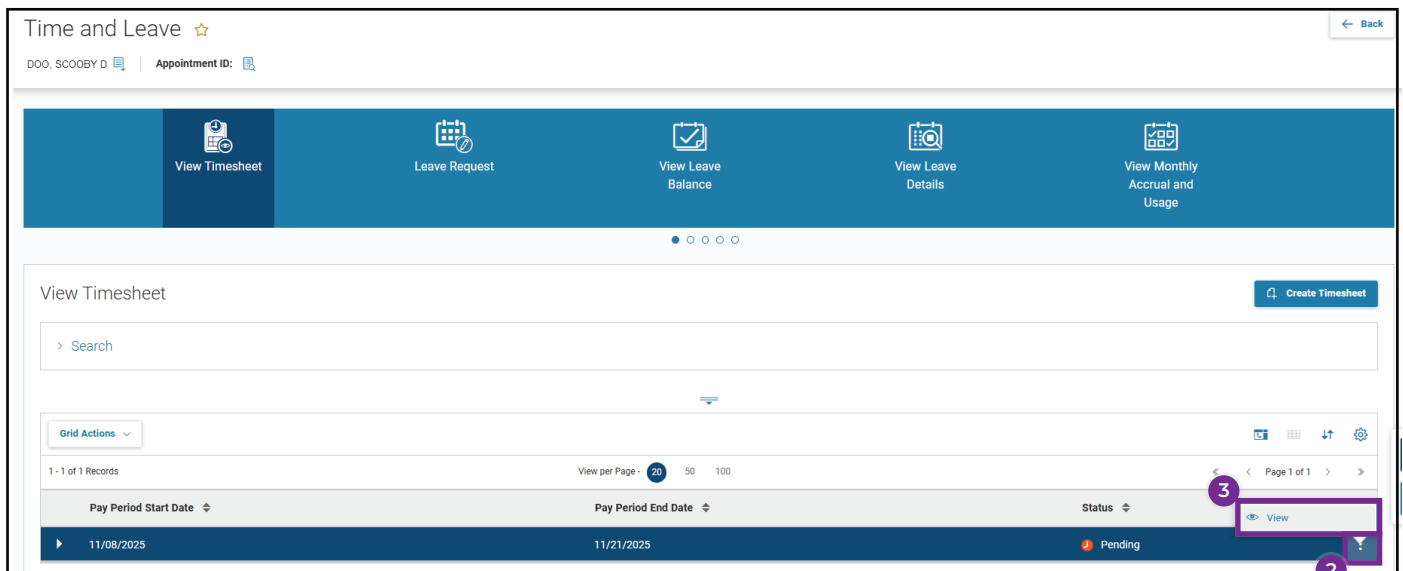 Time and Leave
Back
DOO, SCOOBY D Appointment ID:
View Timesheet
Leave Request
View Leave
Balance
View Leave
Details
View Monthly
Accrual and
Usage
View Timesheet
Create Timesheet
Search
Grid Actions
1 - 1 of 1 Records
View per Page - 20 50 100
Page 1 of 1
3
Pay Period Start Date
Pay Period End Date
Status
View
11/08/2025
11/21/2025
Pending
2